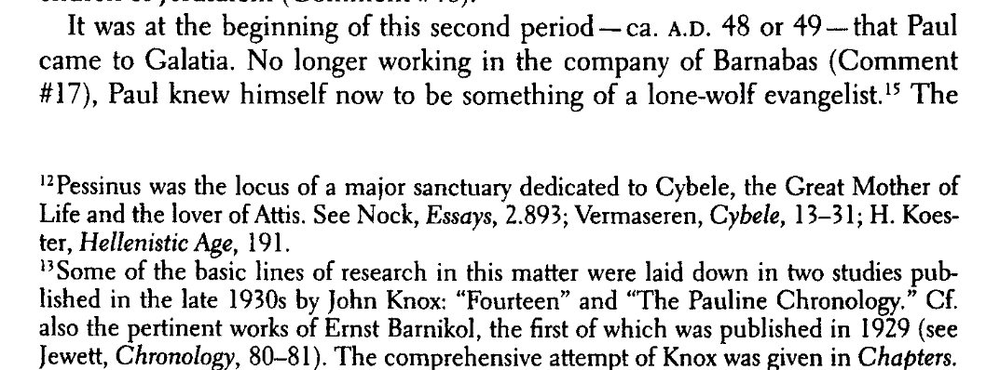 It was at the beginning of this second period—ca. A.D. 48 or 49—that Paul
came to Galatia. No longer working in the company of Barnabas (Comment
#17), Paul knew himself now to be something of a lone-wolf evangelist.¹⁵ The
¹²Pessinus was the locus of a major sanctuary dedicated to Cybele, the Great Mother of
Life and the lover of Attis. See Nock, Essays, 2.893; Vermaseren, Cybele, 13–31; H. Koes-
ter, Hellenistic Age, 191.
¹³Some of the basic lines of research in this matter were laid down in two studies pub-
lished in the late 1930s by John Knox: “Fourteen” and “The Pauline Chronology.” Cf.
also the pertinent works of Ernst Barnikol, the first of which was published in 1929 (see
Jewett, Chronology, 80–81). The comprehensive attempt of Knox was given in Chapters.